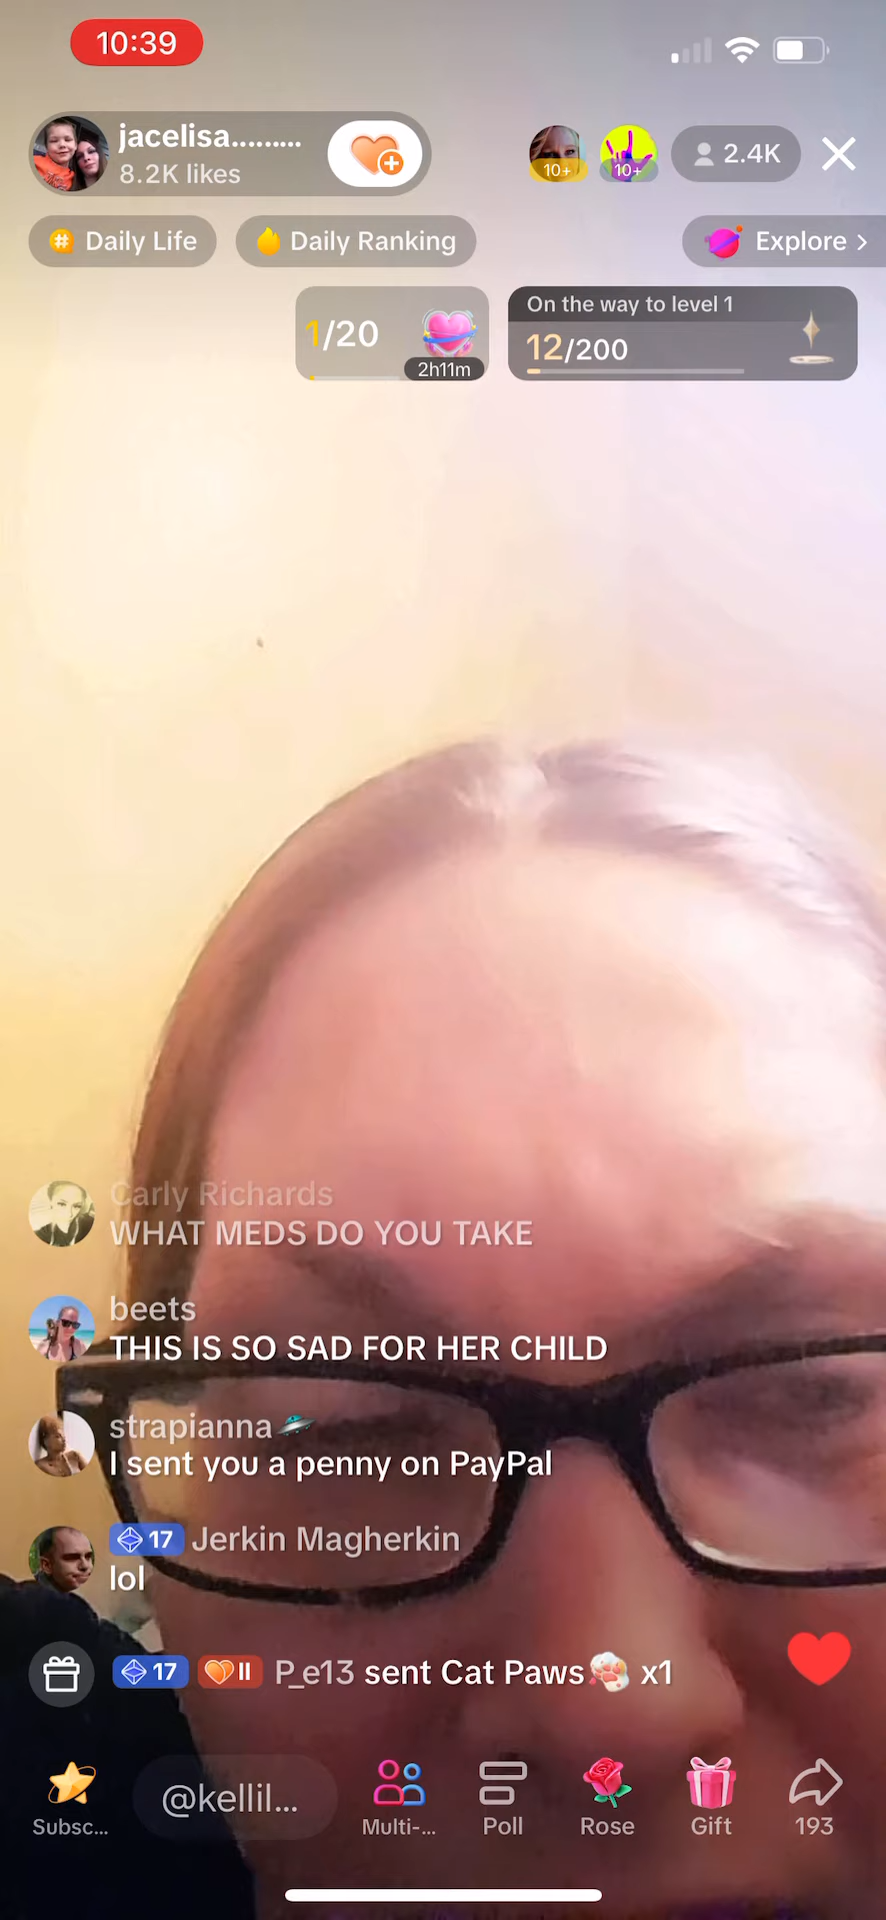 10:39
jacelisa.........
8.2K likes
10+
10+
2.4K
Daily Life
Daily Ranking
Explore >
1/20
2h11m
On the way to level 1
12/200
Carly Richards
WHAT MEDS DO YOU TAKE
beets
THIS IS SO SAD FOR HER CHILD
strapianna🛸
I sent you a penny on PayPal
17 Jerkin Magherkin
lol
17 II P_e13 sent Cat Paws x1
Subsc...
@kellil...
Multi-...
Poll
Rose
Gift
193